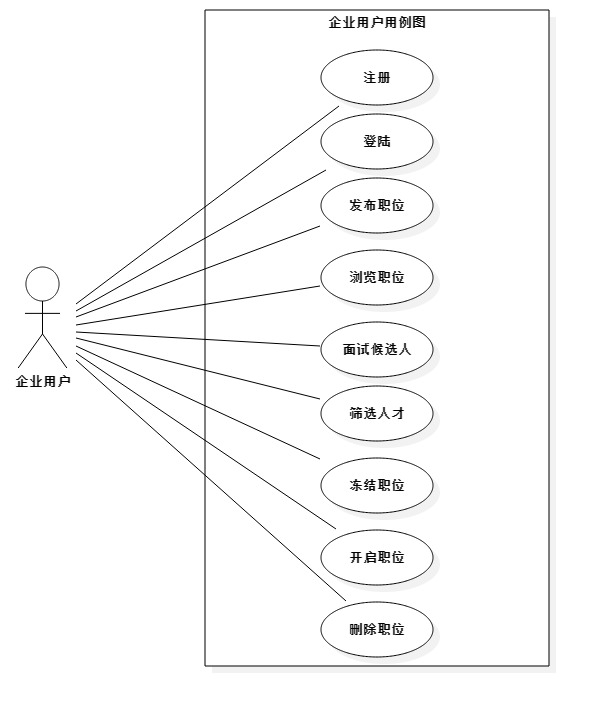 企业用户用例图
注册
登陆
发布职位
浏览职位
面试候选人
企业用户
筛选人才
冻结职位
开启职位
删除职位